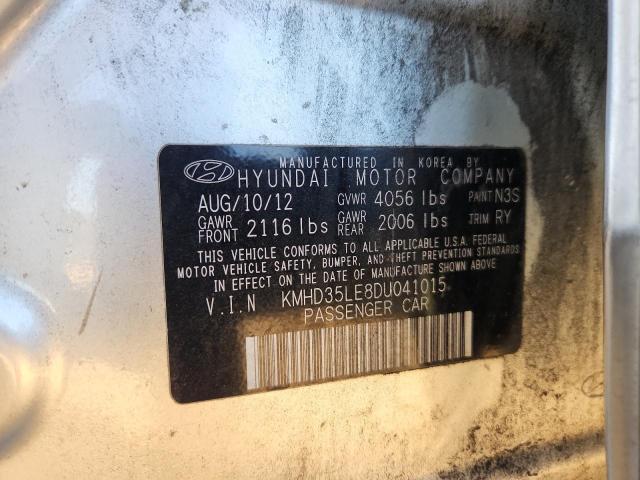 MANUFACTURED IN KOREA BY
HYUNDAI MOTOR COMPANY
AUG/10/12 GVWR 4056 lbs PAINT N3S
GAWR FRONT 2116 lbs GAWR REAR 2006 lbs TRIM RY
THIS VEHICLE CONFORMS TO ALL APPLICABLE U.S.A. FEDERAL
MOTOR VEHICLE SAFETY, BUMPER, AND THEFT PREVENTION STANDARDS
IN EFFECT ON THE DATE OF MANUFACTURE SHOWN ABOVE
V.I.N KMHD35LE8DU041015
PASSENGER CAR